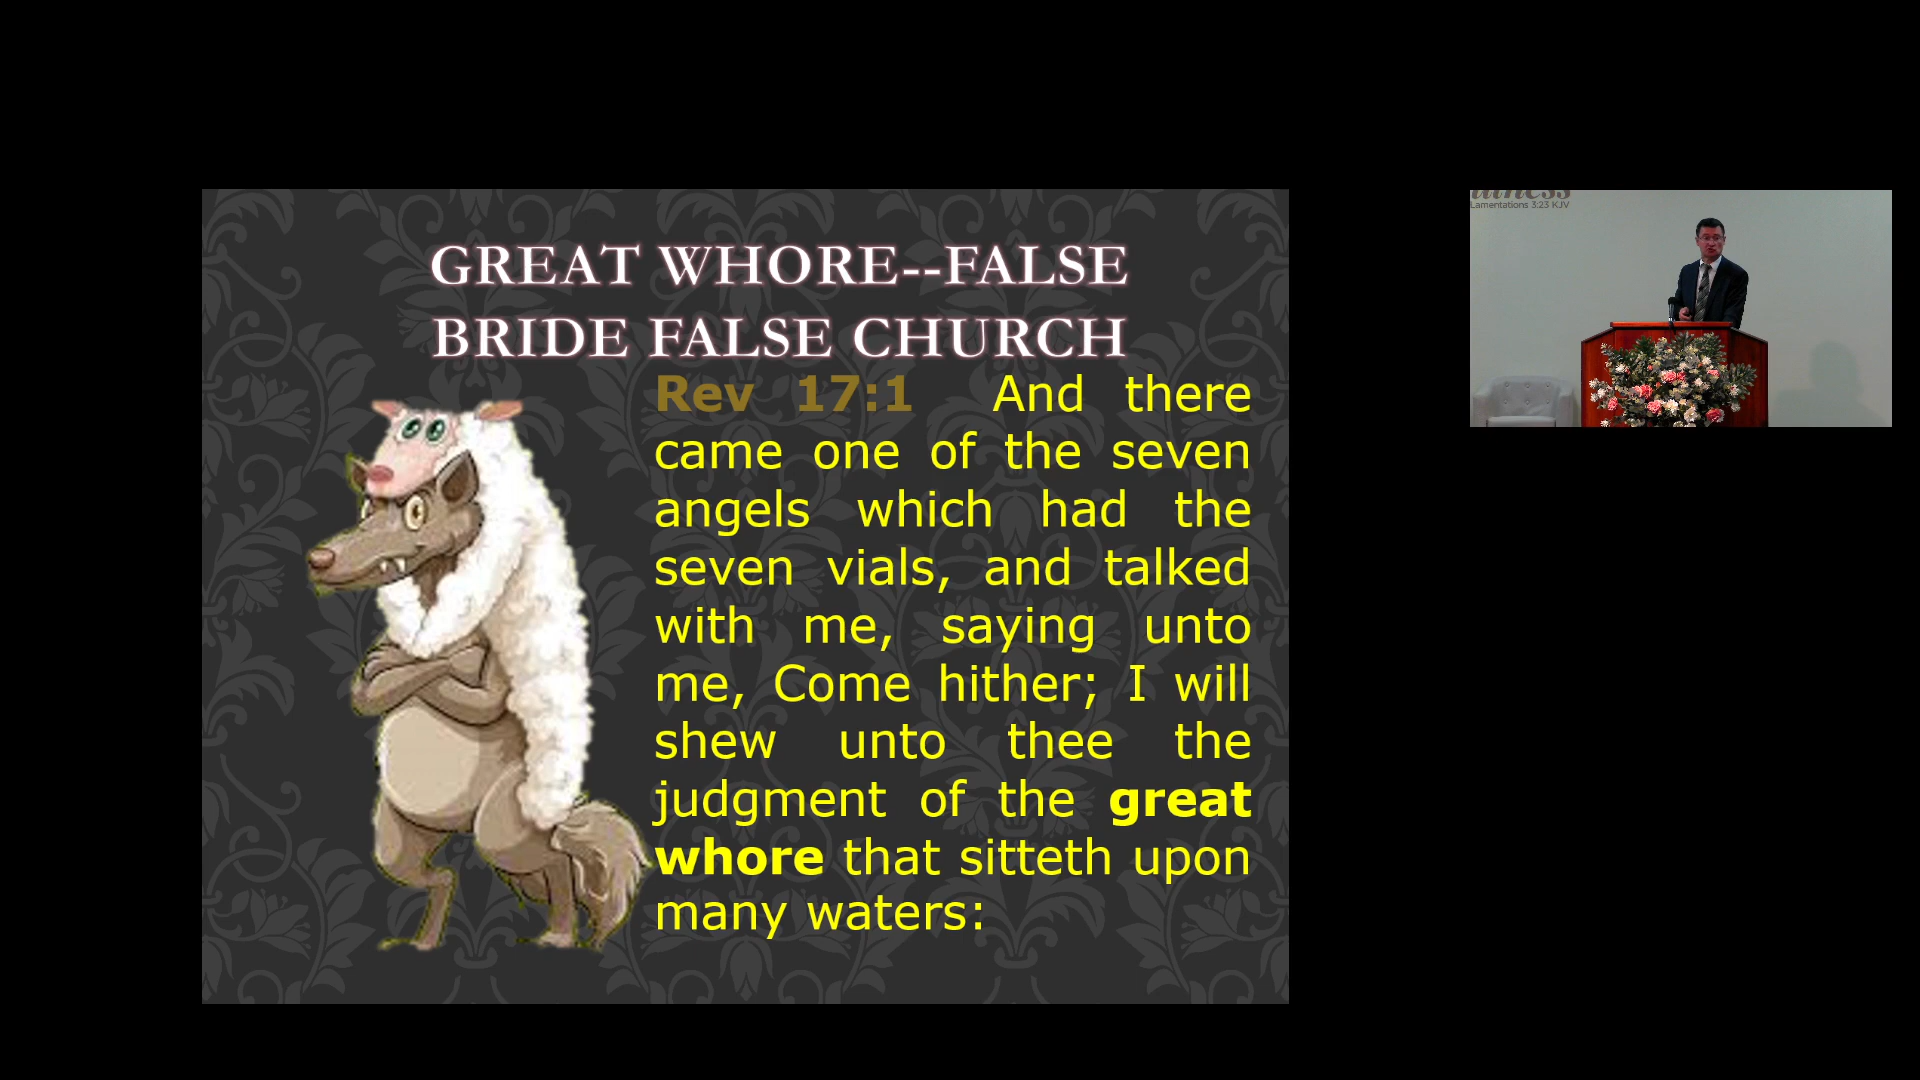 GREAT WHORE--FALSE
BRIDE FALSE CHURCH
Rev 17:1 And there
came one of the seven
angels which had the
seven vials, and talked
with me, saying unto
me, Come hither; I will
shew unto thee the
judgment of the great
whore that sitteth upon
many waters:
Lamentations 3:23 KJV